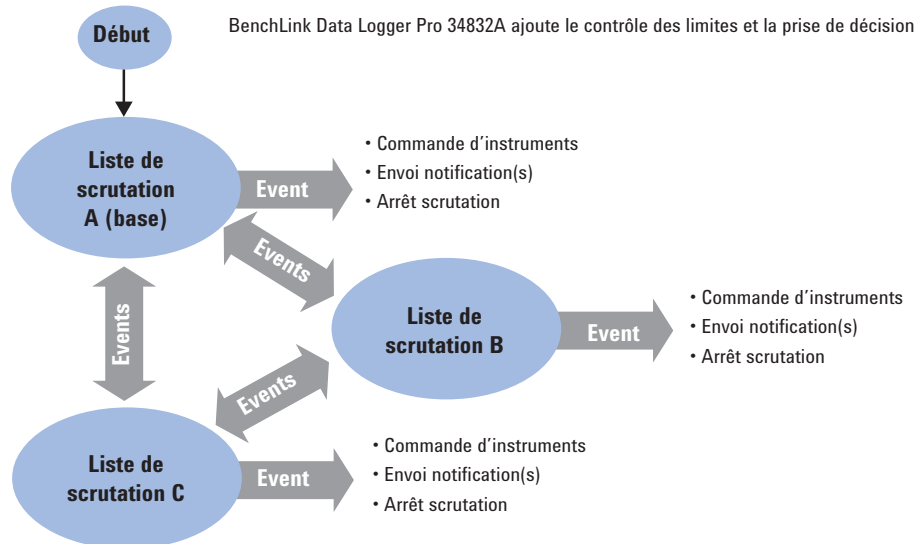 Début
BenchLink Data Logger Pro 34832A ajoute le contrôle des limites et la prise de décision
Liste de
scrutation
A (base)
Event
• Commande d'instruments
• Envoi notification(s)
• Arrêt scrutation
Events
Events
Liste de
scrutation B
Event
• Commande d'instruments
• Envoi notification(s)
• Arrêt scrutation
Events
Liste de
scrutation C
Event
• Commande d'instruments
• Envoi notification(s)
• Arrêt scrutation